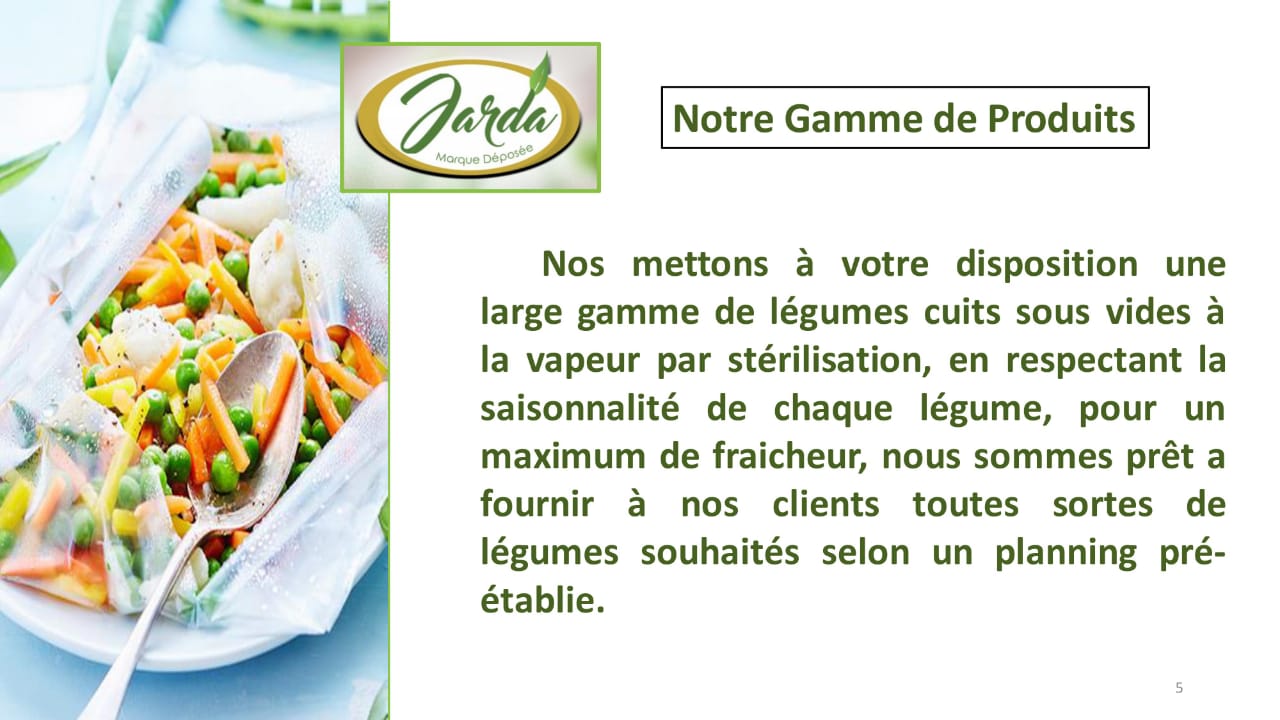 Jarda
Marque Déposée
Notre Gamme de Produits
Nos mettons à votre disposition une
large gamme de légumes cuits sous vides à
la vapeur par stérilisation, en respectant la
saisonnalité de chaque légume, pour un
maximum de fraicheur, nous sommes prêt a
fournir à nos clients toutes sortes de
légumes souhaités selon un planning pré-
établie.
5